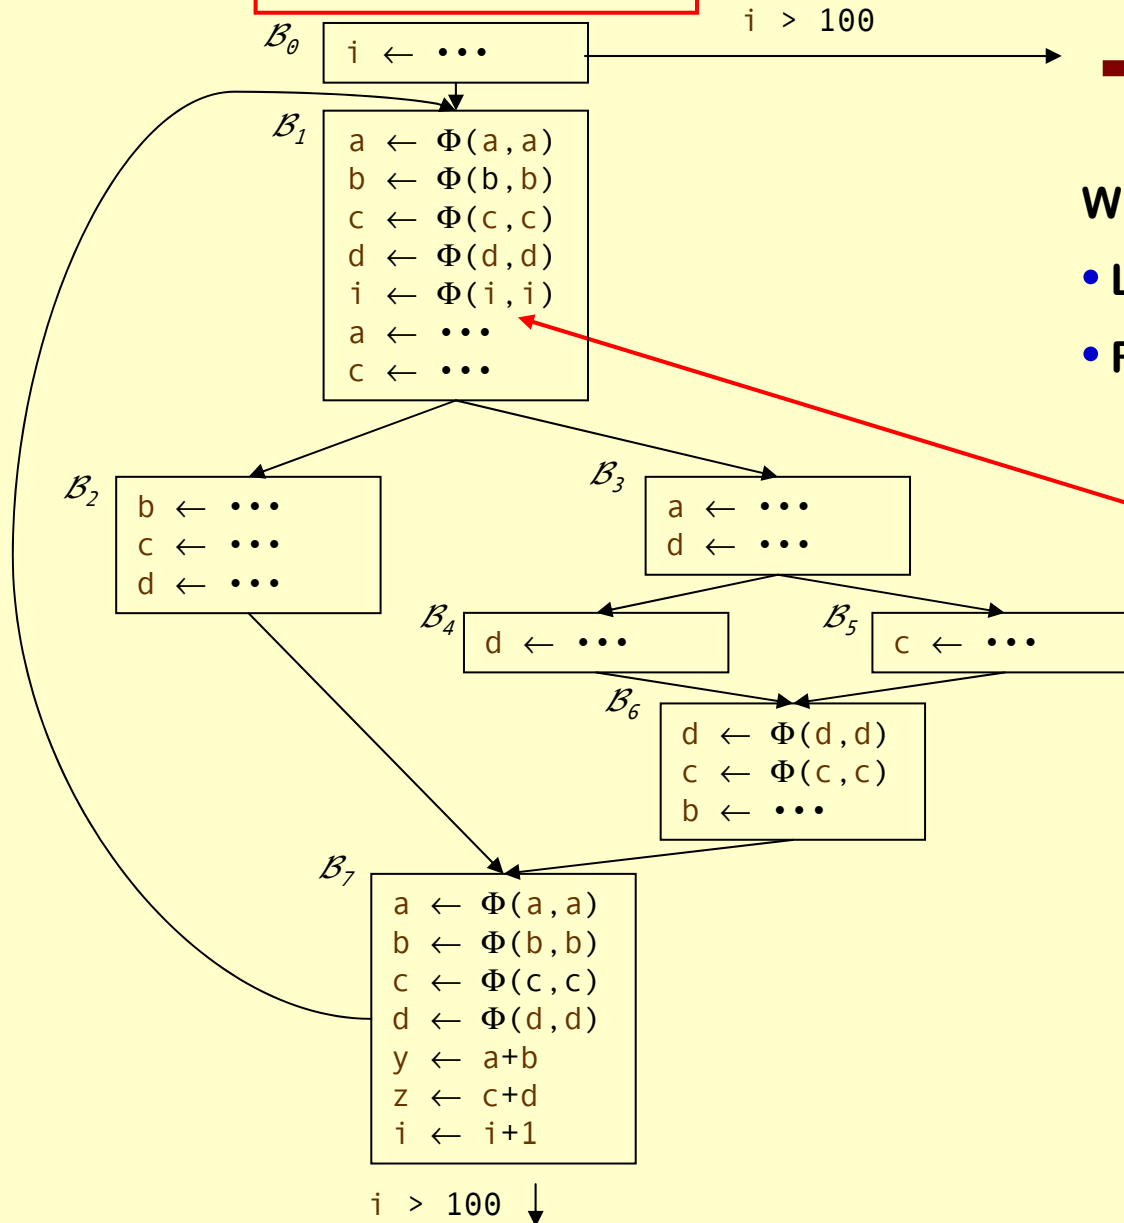 i > 100
B0
i ← •••
B1
a ← Φ(a,a)
b ← Φ(b,b)
c ← Φ(c,c)
d ← Φ(d,d)
i ← Φ(i,i)
a ← •••
c ← •••
W
• L
•
B2
b ← •••
c ← •••
d ← •••
B3
a ← •••
d ← •••
B4
d ← •••
B5
c ← •••
B6
d ← Φ(d,d)
c ← Φ(c,c)
b ← •••
B7
a ← Φ(a,a)
b ← Φ(b,b)
c ← Φ(c,c)
d ← Φ(d,d)
y ← a+b
z ← c+d
i ← i+1
i > 100